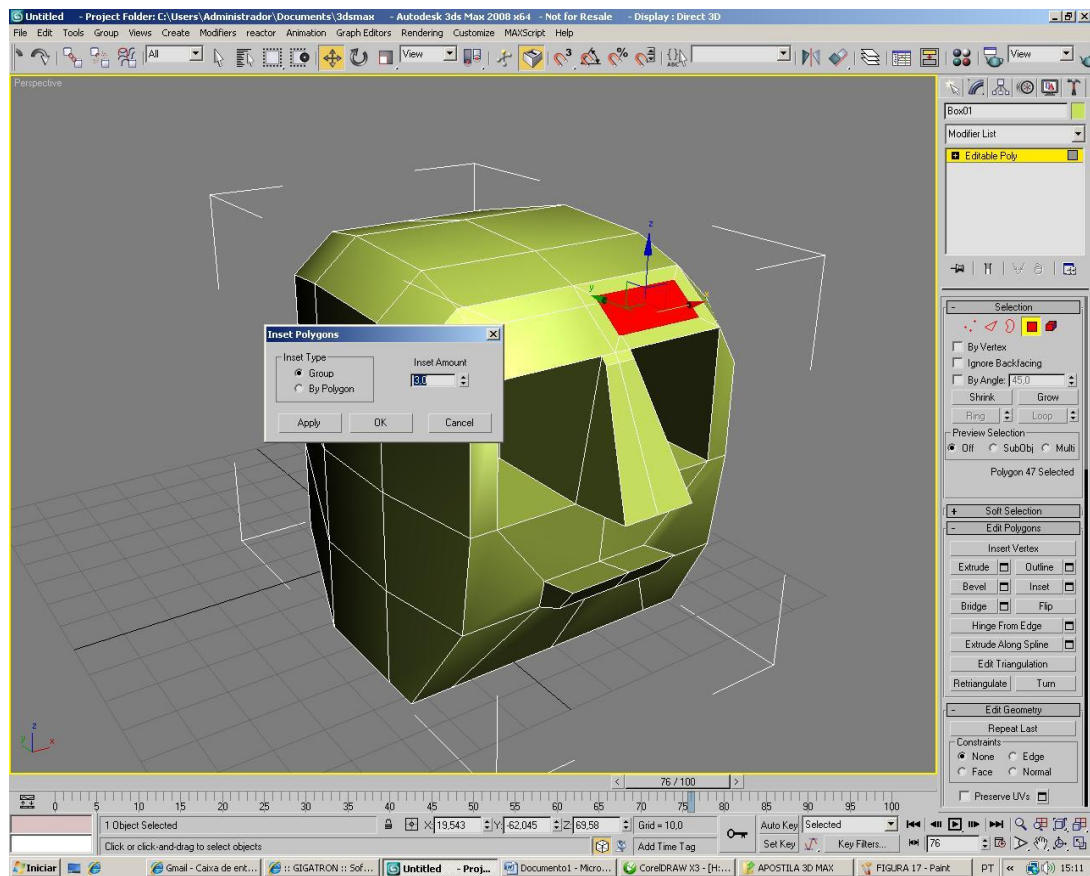 Untitled - Project Folder: C:\Users\Administrador\Documents\3dsmax - Autodesk 3ds Max 2008 x64 - Not for Resale - Display : Direct 3D
File Edit Tools Group Views Create Modifiers reactor Animation Graph Editors Rendering Customize MAXScript Help
All View View
Perspective
Box01
Modifier List
Editable Poly
z
y x
Inset Polygons
Inset Type
Group
By Polygon
Inset Amount
3,0
Apply OK Cancel
Selection
By Vertex
Ignore Backfacing
By Angle: 45,0
Shrink Grow
Ring Loop
Preview Selection
Off SubObj Multi
Polygon 47 Selected
+ Soft Selection
- Edit Polygons
Insert Vertex
Extrude Outline
Bevel Inset
Bridge Flip
Hinge From Edge
Extrude Along Spline
Edit Triangulation
Retriangulate Turn
- Edit Geometry
Repeat Last
Constraints
None Edge
Face Normal
Preserve UVs
z
y x
< 76 / 100 >
0 5 10 15 20 25 30 35 40 45 50 55 60 65 70 75 80 85 90 95 100
1 Object Selected X: 19,543 Y: -62,045 Z: 69,58 Grid = 10,0 Auto Key Selected
Click or click-and-drag to select objects Add Time Tag Set Key Key Filters... 76
Iniciar Gmail - Caixa de ent... :: GIGATRON :: Sof... Untitled - Proj... Documento1 - Micro... CorelDRAW X3 - [H:... APOSTILA 3D MAX FIGURA 17 - Paint PT « 15:11